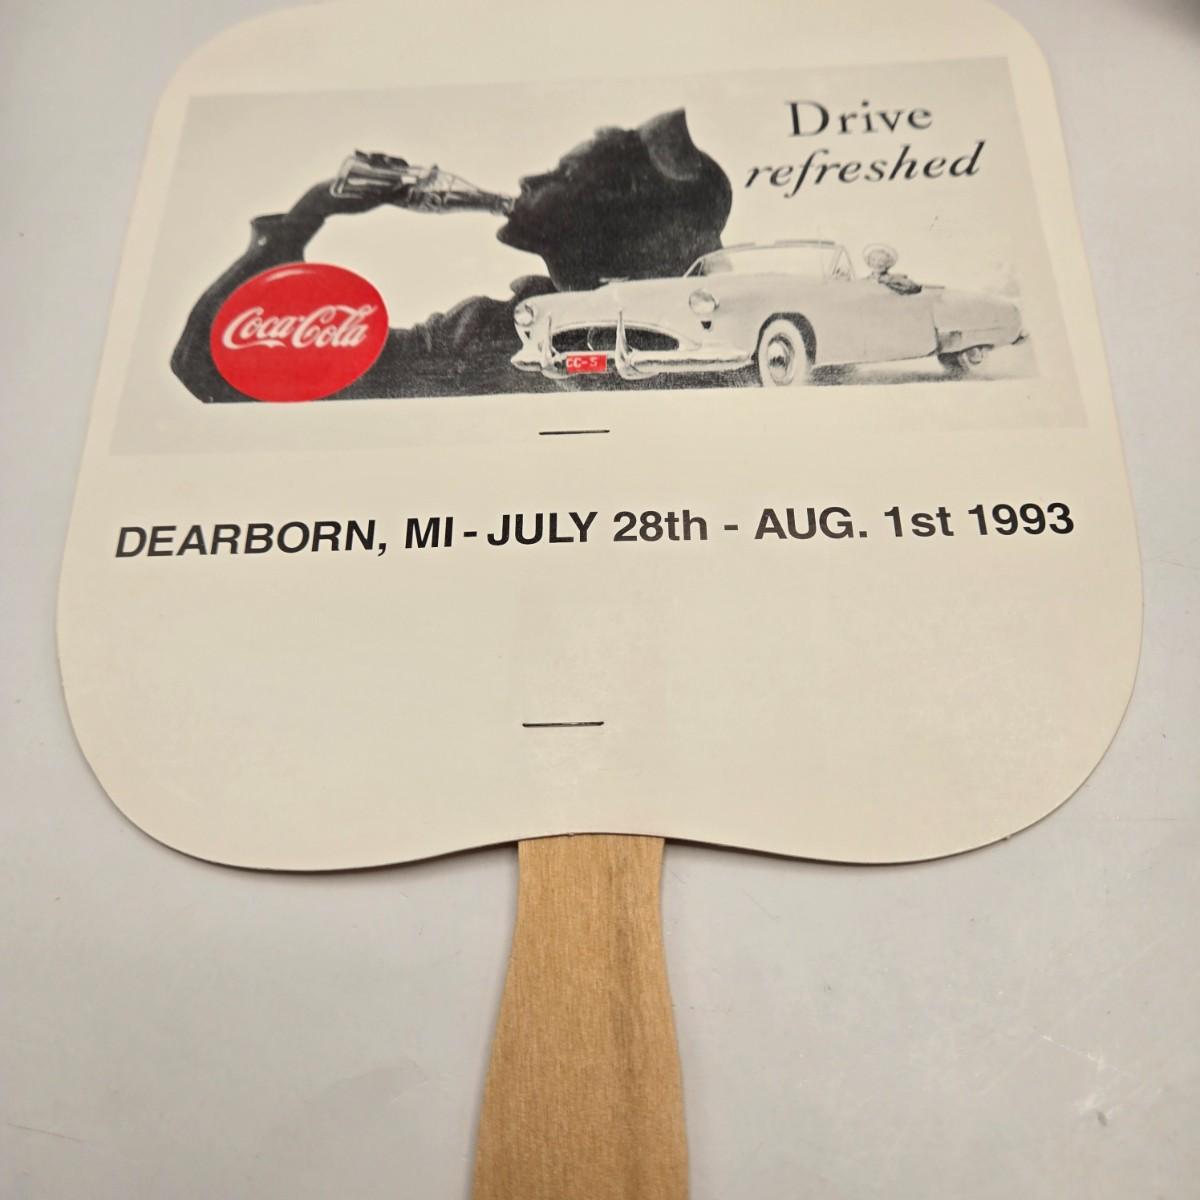 Drive
refreshed
Coca-Cola
CC-5
DEARBORN, MI - JULY 28th - AUG. 1st 1993